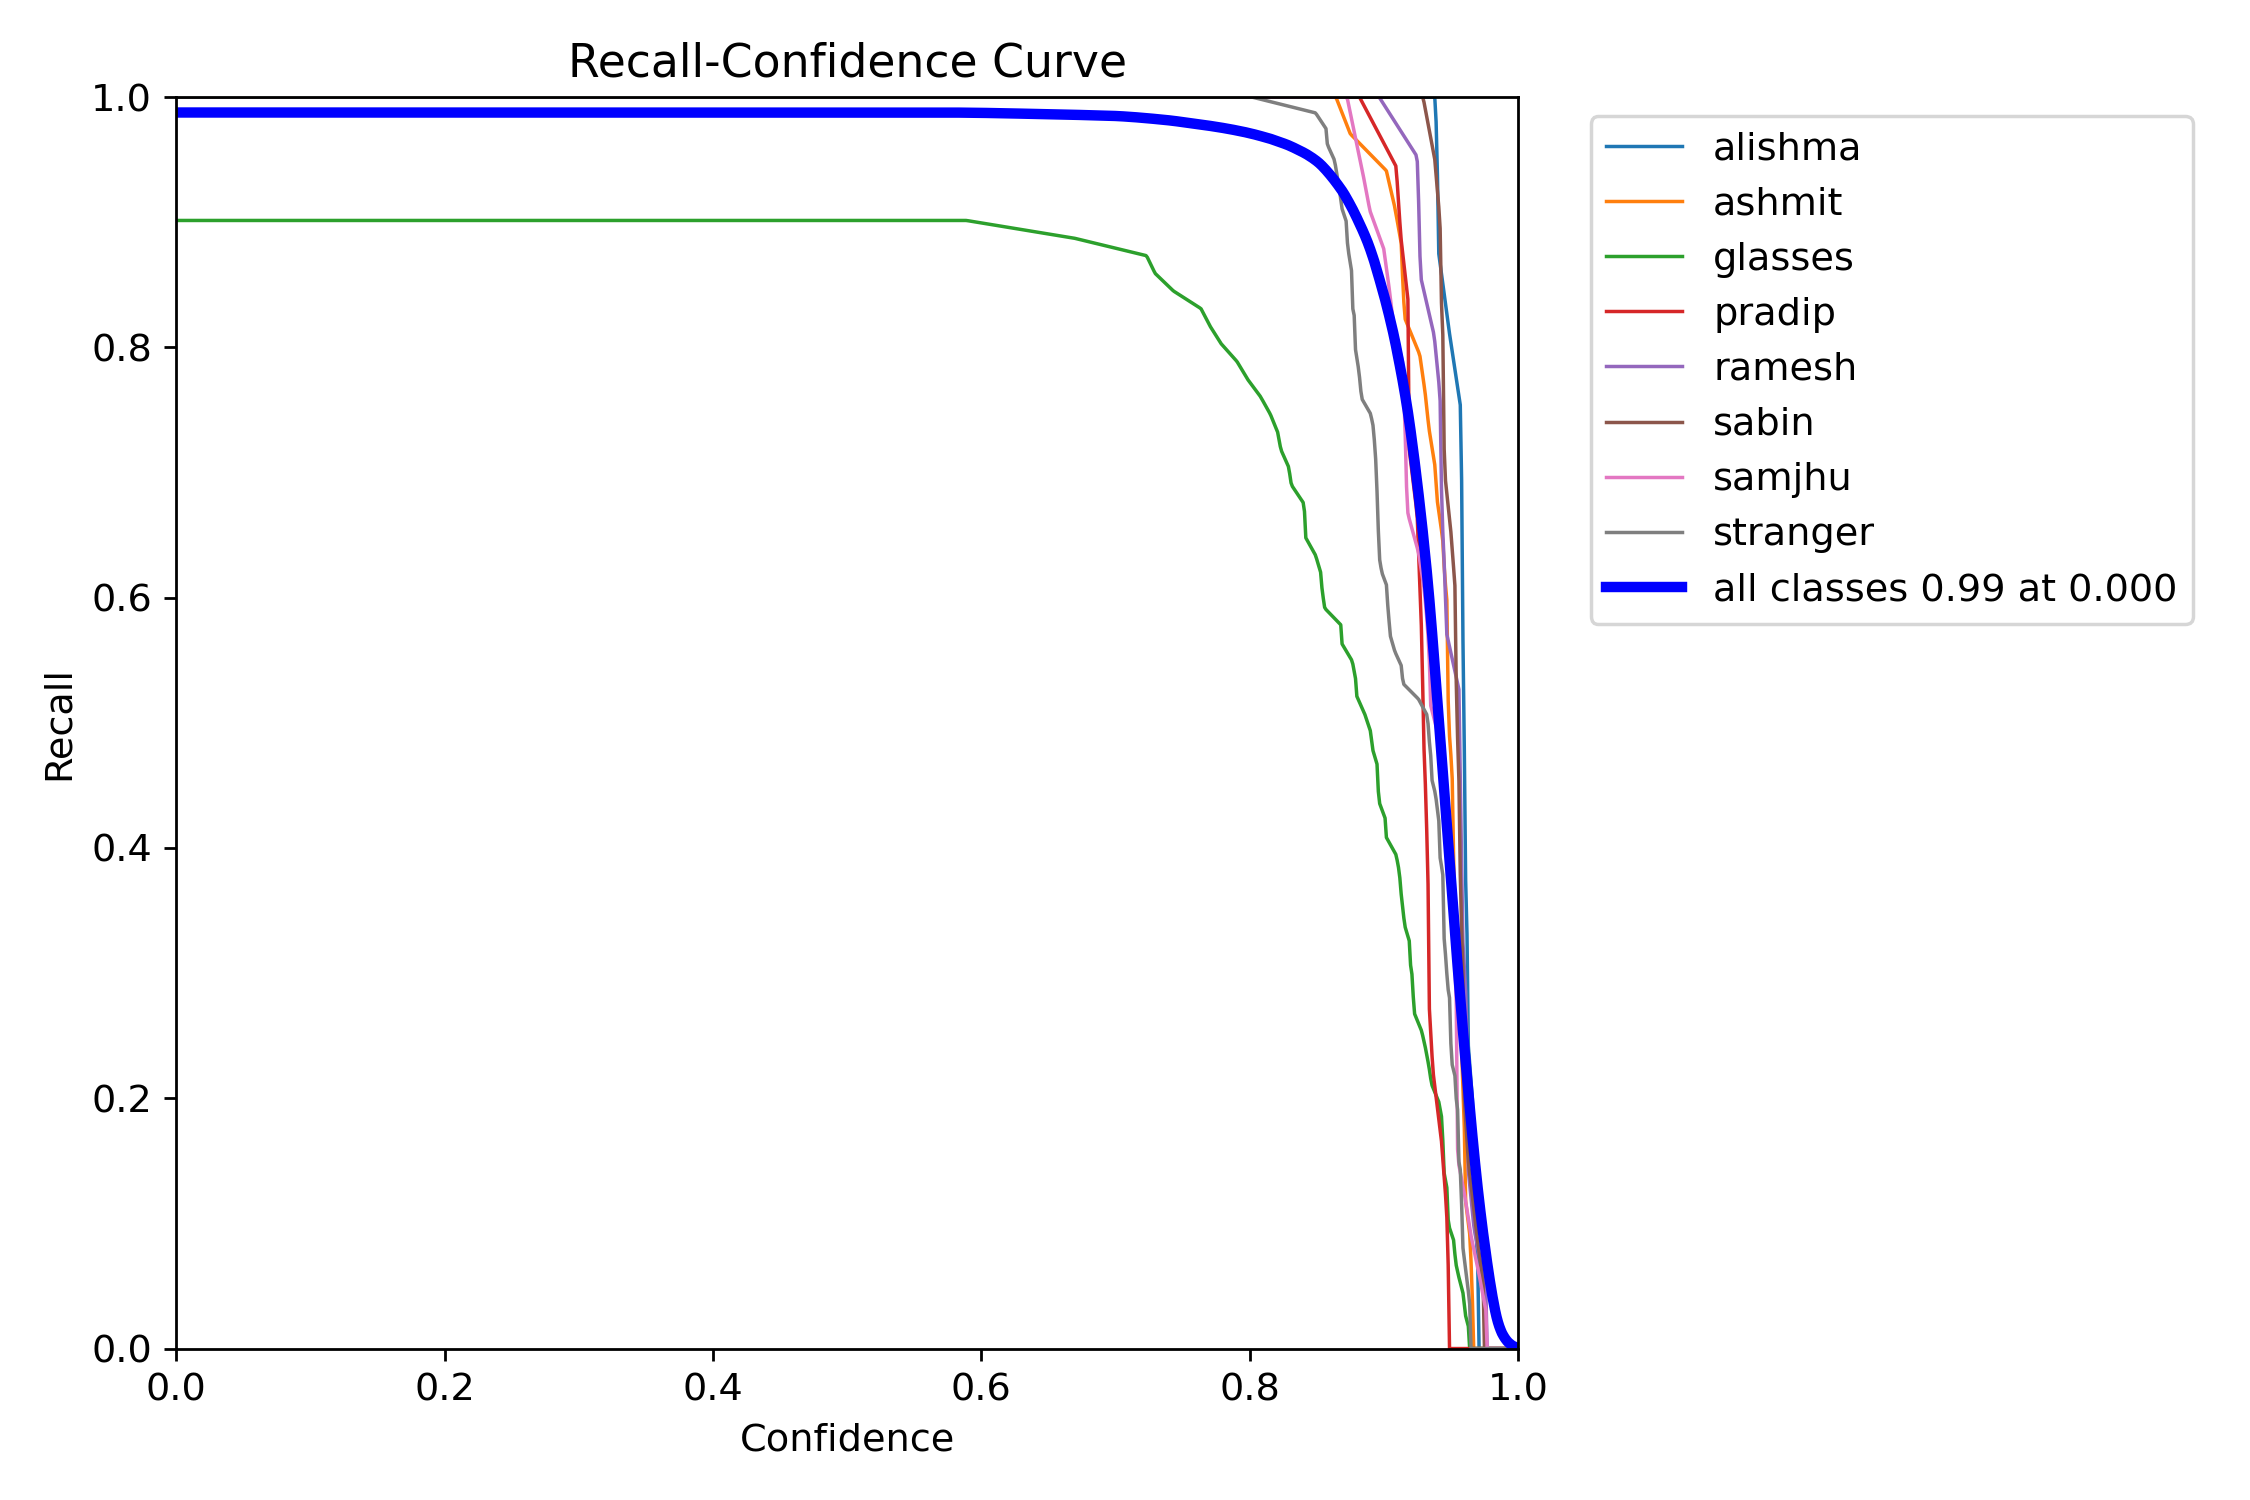 Recall-Confidence Curve
1.0
0.8
0.6
0.4
0.2
0.0
Recall
0.0 0.2 0.4 0.6 0.8 1.0
Confidence
alishma
ashmit
glasses
pradip
ramesh
sabin
samjhu
stranger
all classes 0.99 at 0.000